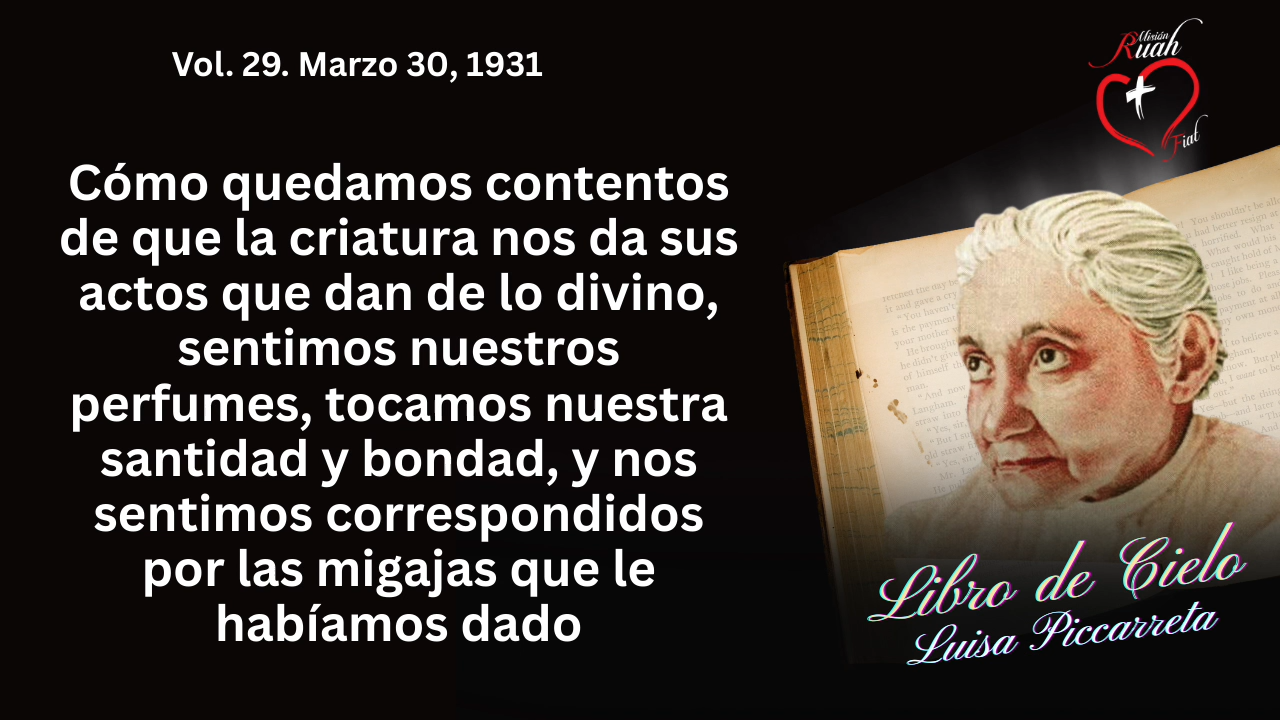 Vol. 29. Marzo 30, 1931
Misión
Ruah
Fiat
Cómo quedamos contentos
de que la criatura nos da sus
actos que dan de lo divino,
sentimos nuestros
perfumes, tocamos nuestra
santidad y bondad, y nos
sentimos correspondidos
por las migajas que le
habíamos dado
Libro de Cielo
Luisa Piccarreta